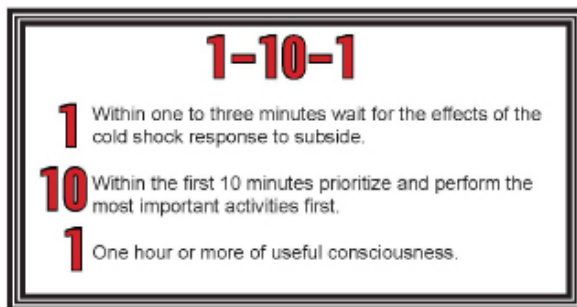 1-10-1
1 Within one to three minutes wait for the effects of the
cold shock response to subside.
10 Within the first 10 minutes prioritize and perform the
most important activities first.
1 One hour or more of useful consciousness.